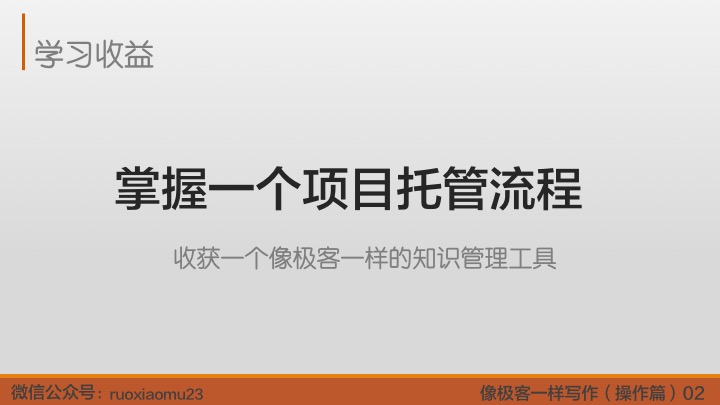 学习收益
掌握一个项目托管流程
收获一个像极客一样的知识管理工具
微信公众号：ruoxiaomu23
像极客一样写作（操作篇）02